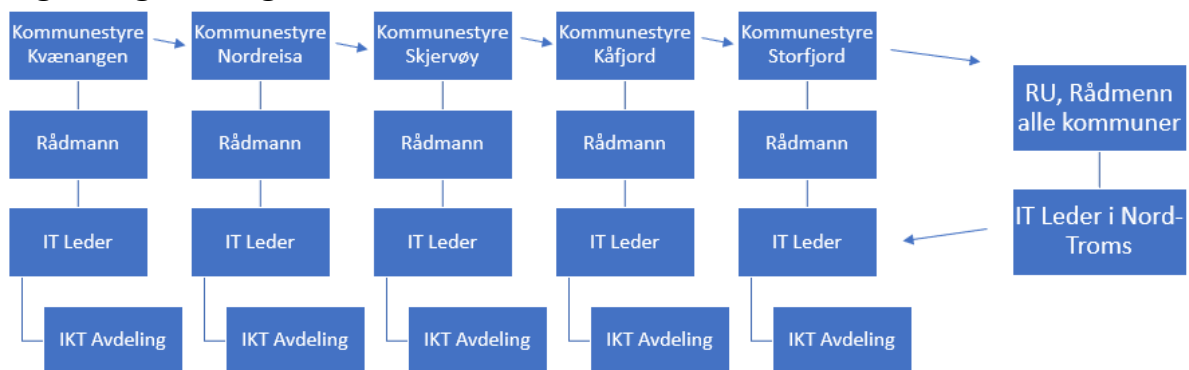 Kommunestyre
Kvænangen
Kommunestyre
Nordreisa
Kommunestyre
Skjervøy
Kommunestyre
Kåfjord
Kommunestyre
Storfjord
RU, Rådmenn
alle kommuner
Rådmann
Rådmann
Rådmann
Rådmann
Rådmann
IT Leder i Nord-
Troms
IT Leder
IT Leder
IT Leder
IT Leder
IT Leder
IKT Avdeling
IKT Avdeling
IKT Avdeling
IKT Avdeling
IKT Avdeling